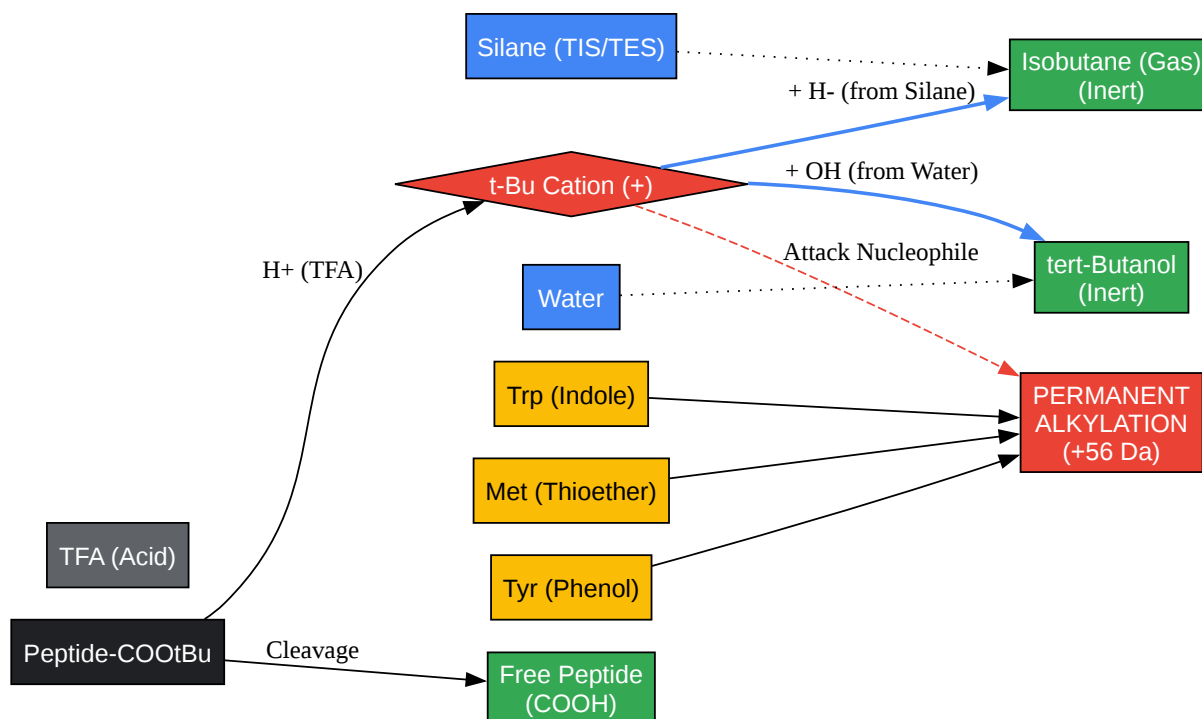 Silane (TIS/TES)
Isobutane (Gas)
(Inert)
+ H- (from Silane)
t-Bu Cation (+)
+ OH (from Water)
H+ (TFA)
Attack Nucleophile
tert-Butanol
(Inert)
Water
Trp (Indole)
PERMANENT
ALKYLATION
(+56 Da)
Met (Thioether)
TFA (Acid)
Tyr (Phenol)
Peptide-COOtBu
Cleavage
Free Peptide
(COOH)